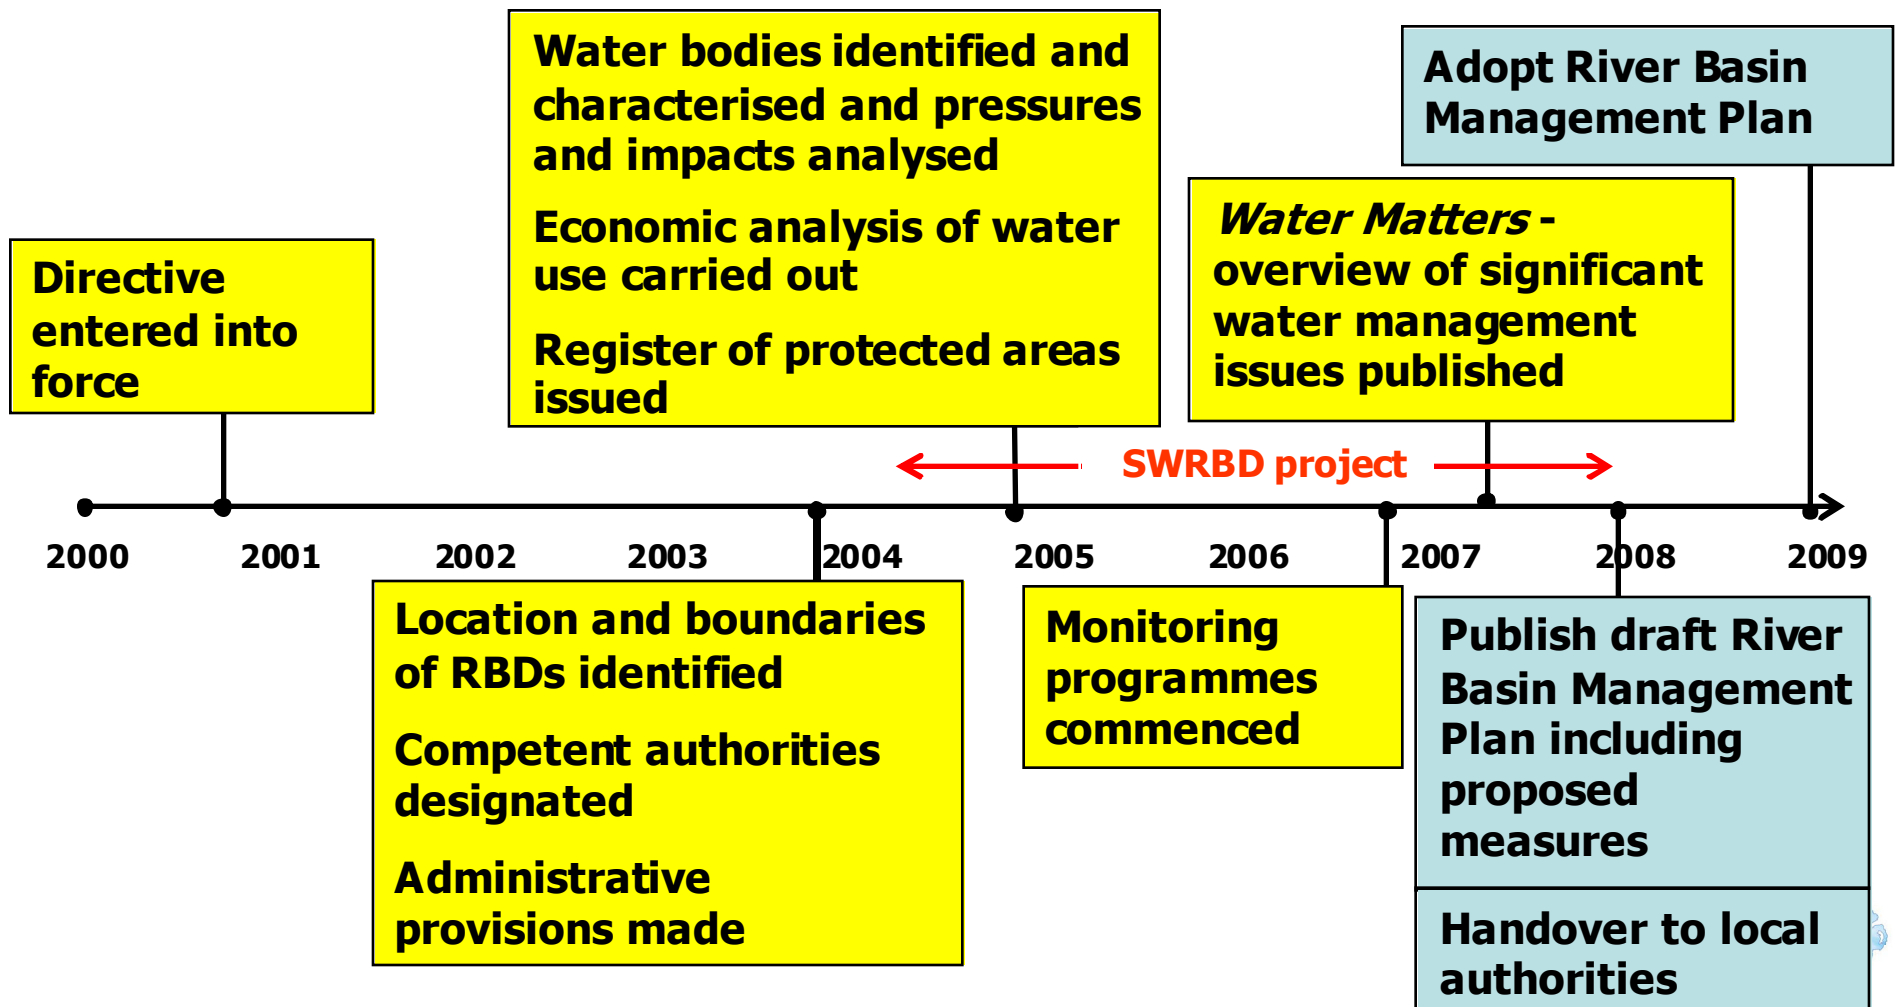 Water bodies identified and
characterised and pressures
and impacts analysed
Economic analysis of water
use carried out
Register of protected areas
issued
Adopt River Basin
Management Plan
Water Matters -
overview of significant
water management
issues published
Directive
entered into
force
SWRBD project
2000 2001 2002 2003 2004 2005 2006 2007 2008 2009
Location and boundaries
of RBDs identified
Competent authorities
designated
Administrative
provisions made
Monitoring
programmes
commenced
Publish draft River
Basin Management
Plan including
proposed
measures
Handover to local
authorities